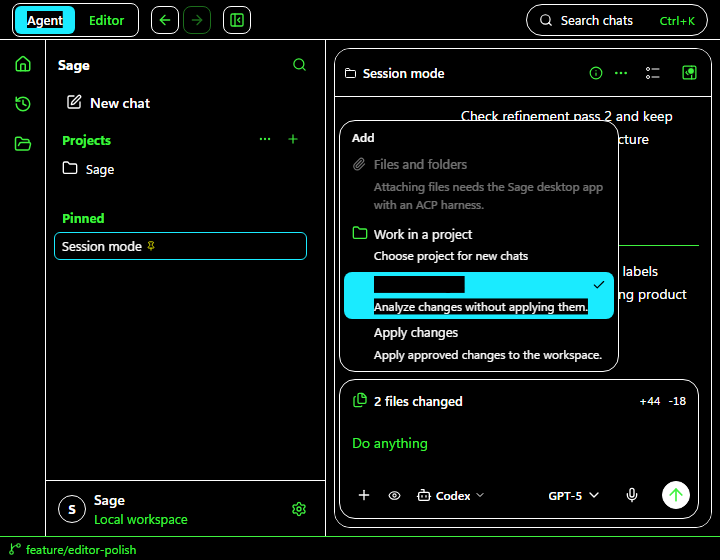 Agent
Editor
Search chats
Ctrl+K
Sage
New chat
Projects
Sage
Pinned
Session mode
Session mode
Check refinement pass 2 and keep
cture
labels
ng product
Add
Files and folders
Attaching files needs the Sage desktop app
with an ACP harness.
Work in a project
Choose project for new chats
Analyze changes without applying them.
Apply changes
Apply approved changes to the workspace.
2 files changed
+44 -18
Do anything
Codex
GPT-5
S
Sage
Local workspace
feature/editor-polish